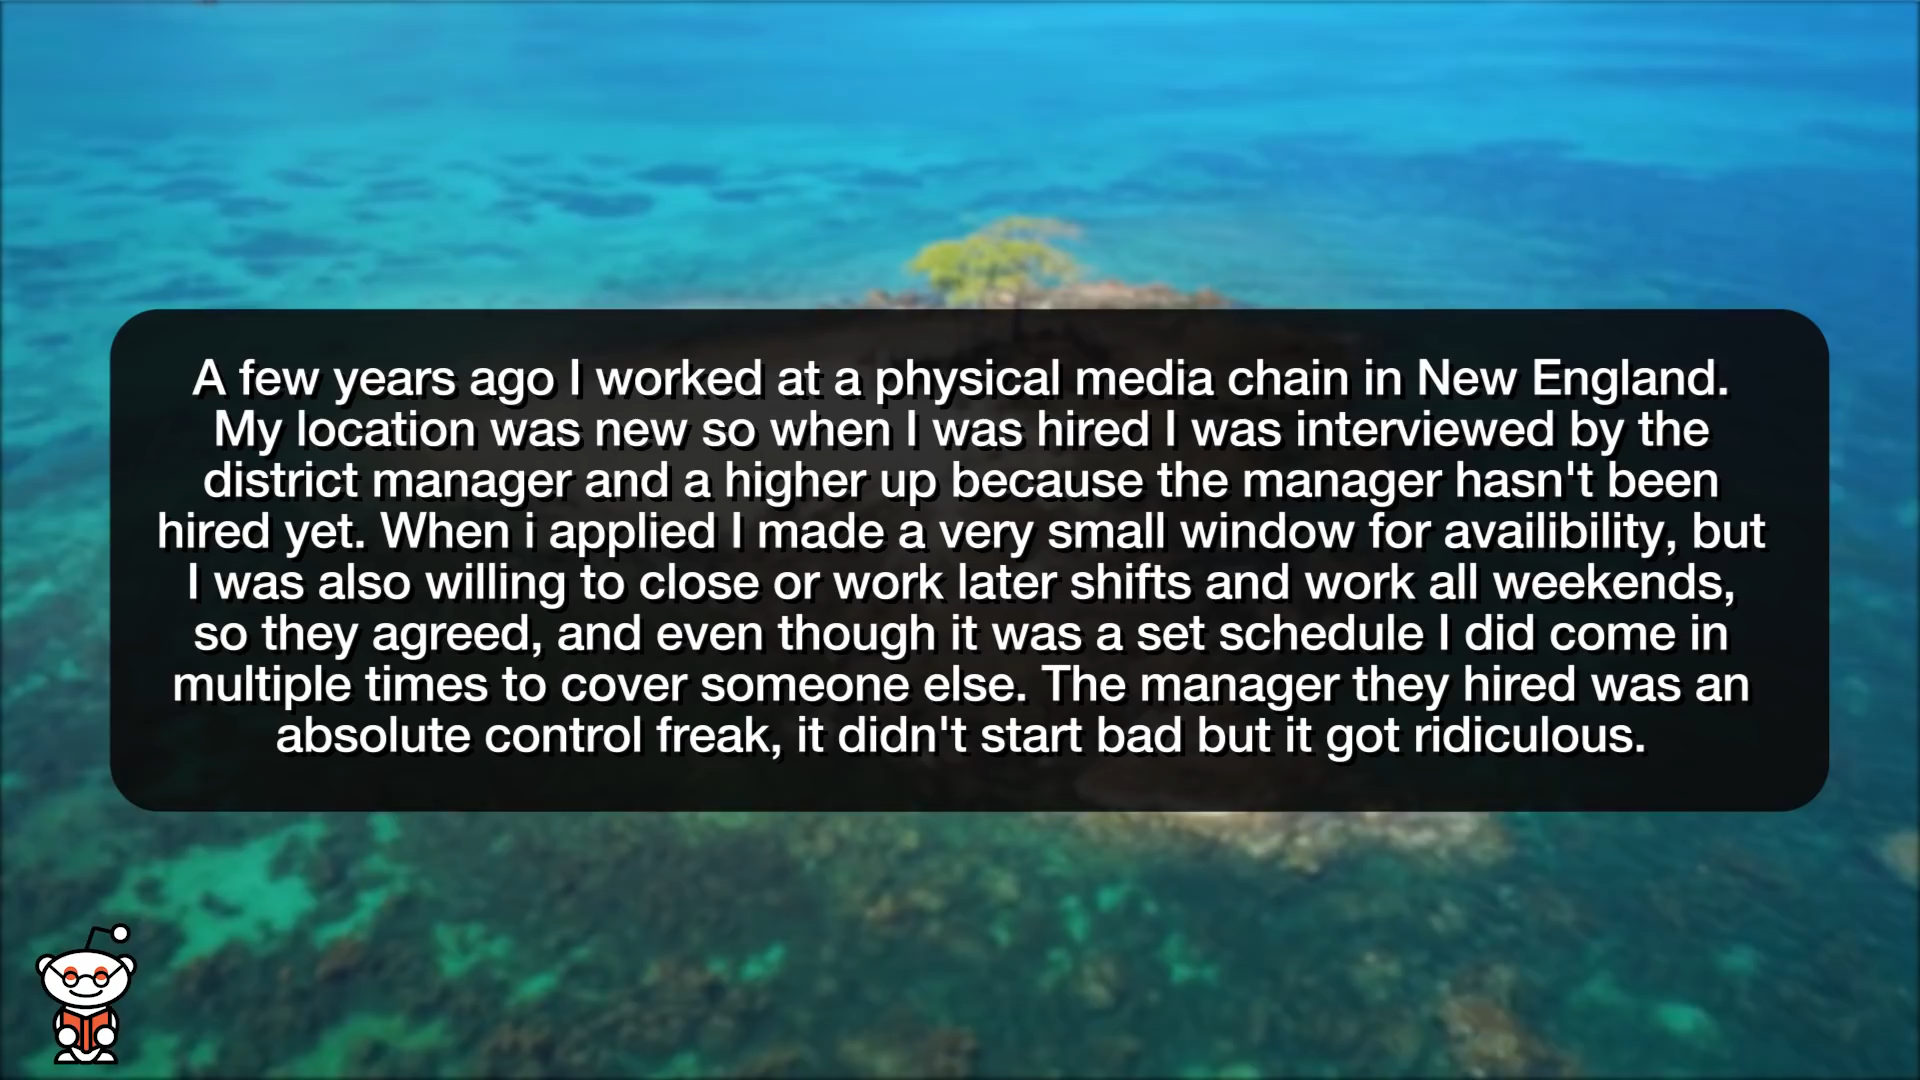 A few years ago I worked at a physical media chain in New England.
My location was new so when I was hired I was interviewed by the
district manager and a higher up because the manager hasn't been
hired yet. When i applied I made a very small window for availibility, but
I was also willing to close or work later shifts and work all weekends,
so they agreed, and even though it was a set schedule I did come in
multiple times to cover someone else. The manager they hired was an
absolute control freak, it didn't start bad but it got ridiculous.